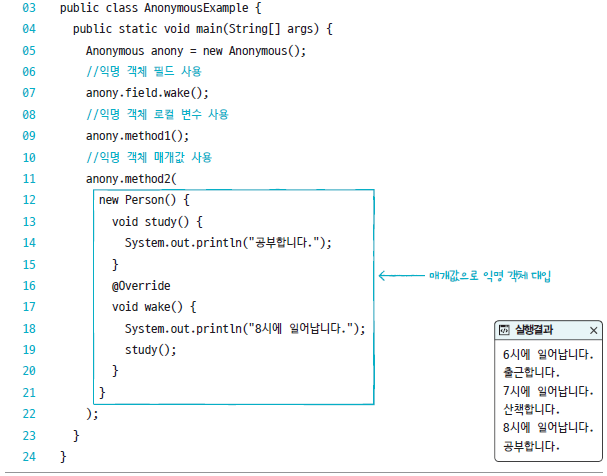 03 public class AnonymousExample {
04 public static void main(String[] args) {
05 Anonymous anony = new Anonymous();
06 //익명 객체 필드 사용
07 anony.field.wake();
08 //익명 객체 로컬 변수 사용
09 anony.method1();
10 //익명 객체 매개값 사용
11 anony.method2(
12 new Person() {
13 void study() {
14 System.out.println("공부합니다.");
15 }
16 @Override
매개값으로 익명 객체 대입
17 void wake() {
18 System.out.println("8시에 일어납니다.");
19 study();
20 }
21 }
22 );
23 }
24 }
실행결과 ×
6시에 일어납니다.
출근합니다.
7시에 일어납니다.
산책합니다.
8시에 일어납니다.
공부합니다.